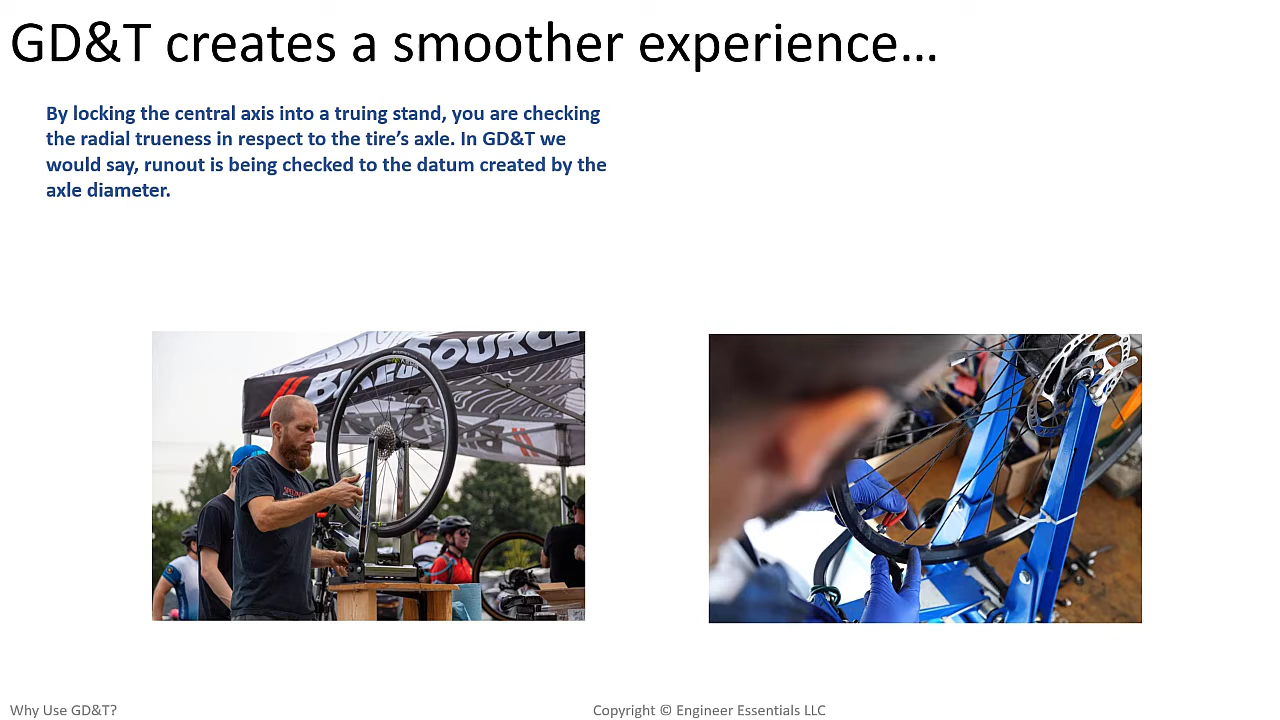 GD&T creates a smoother experience…
By locking the central axis into a truing stand, you are checking
the radial trueness in respect to the tire’s axle. In GD&T we
would say, runout is being checked to the datum created by the
axle diameter.
Why Use GD&T?
Copyright © Engineer Essentials LLC